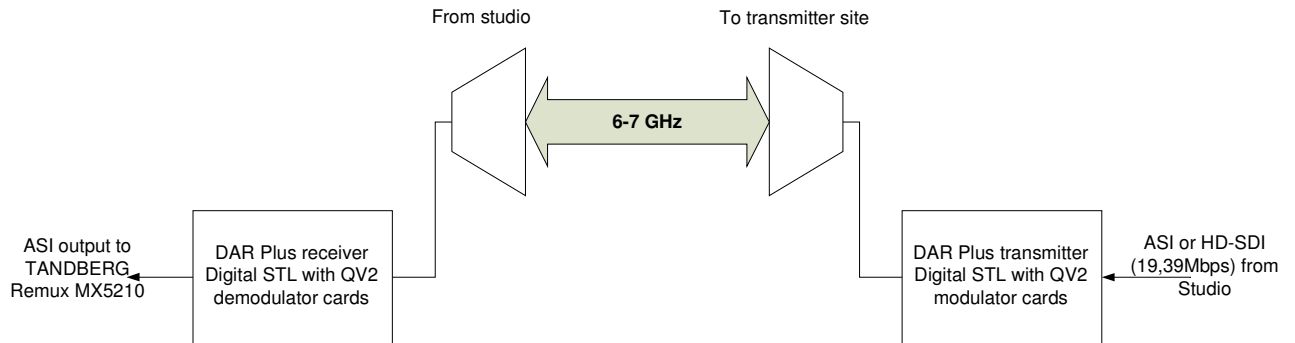 From studio
To transmitter site
6-7 GHz
ASI output to
TANDBERG
Remux MX5210
DAR Plus receiver
Digital STL with QV2
demodulator cards
DAR Plus transmitter
Digital STL with QV2
modulator cards
ASI or HD-SDI
(19,39Mbps) from
Studio